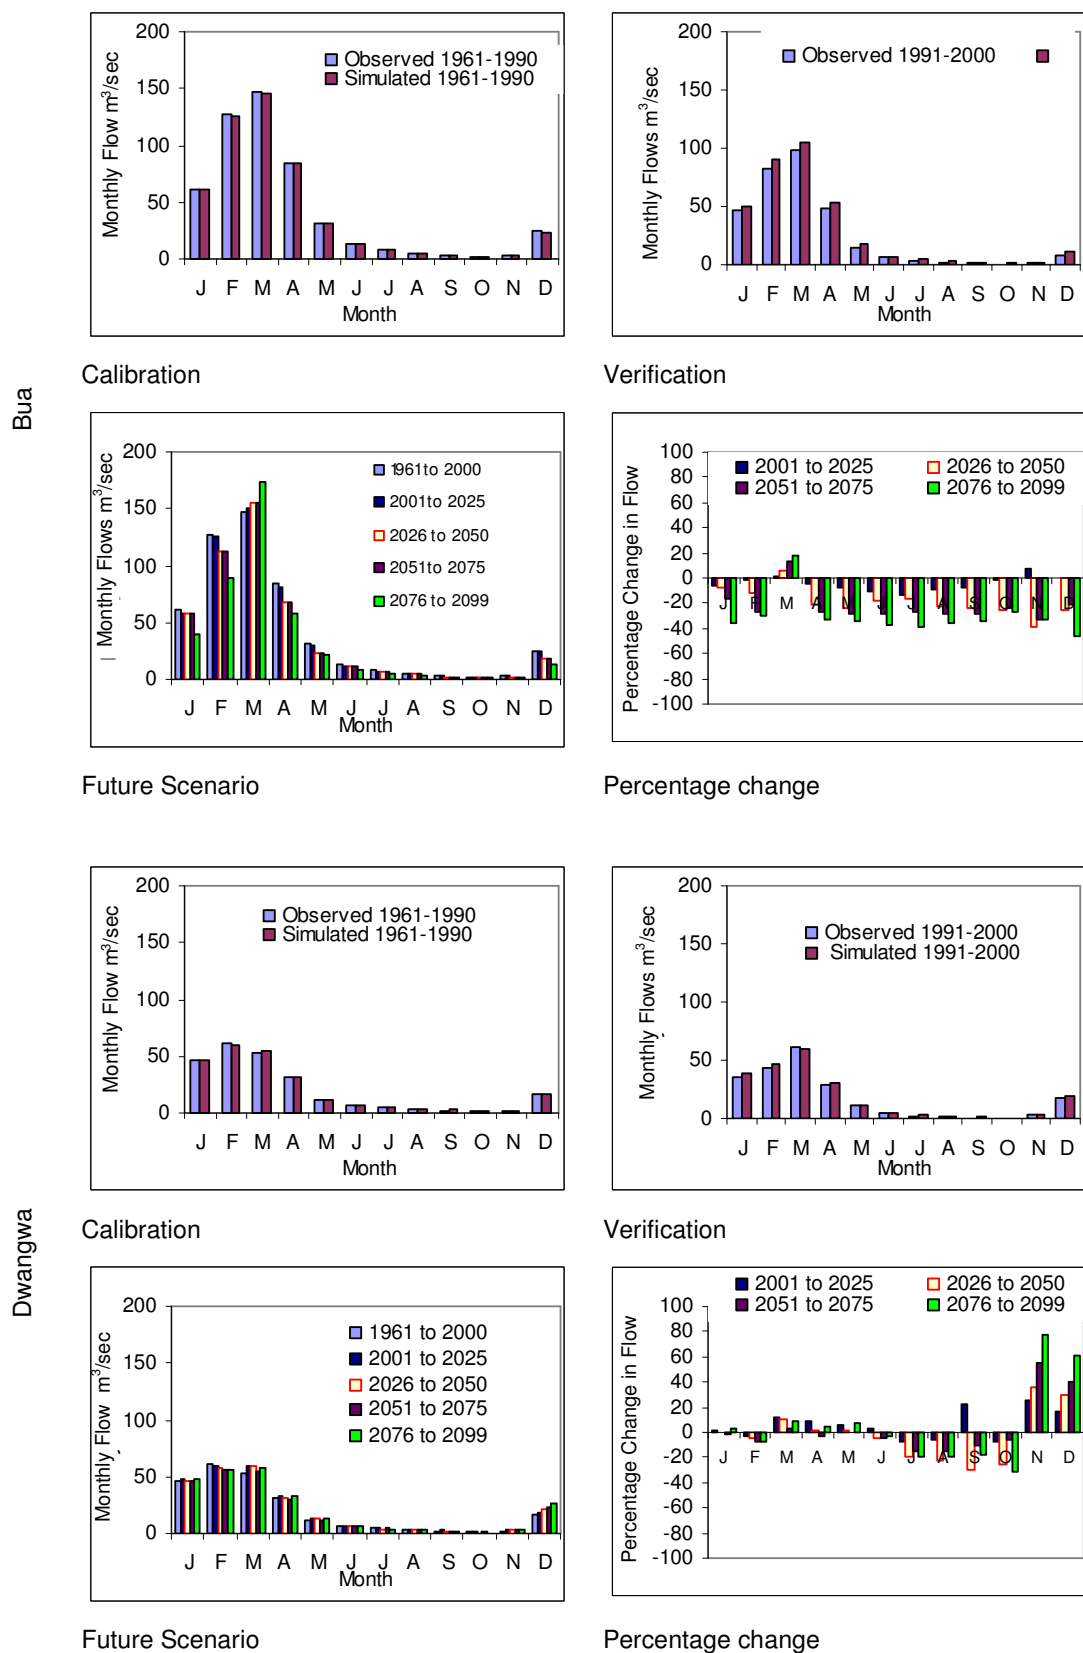 Bua
200
150
100
50
0
Monthly Flow m³/sec
Observed 1961-1990
Simulated 1961-1990
J F M A M J J A S O N D
Month
Calibration
200
150
100
50
0
Monthly Flows m³/sec
Observed 1991-2000
J F M A M J J A S O N D
Month
Verification
200
150
100
50
0
Monthly Flows m³/sec
1961 to 2000
2001 to 2025
2026 to 2050
2051 to 2075
2076 to 2099
J F M A M J J A S O N D
Month
Future Scenario
100
80
60
40
20
0
-20
-40
-60
-80
-100
Percentage Change in Flow
2001 to 2025
2026 to 2050
2051 to 2075
2076 to 2099
J F M A M J J A S O N D
Percentage change
Dwangwa
200
150
100
50
0
Monthly Flow m³/sec
Observed 1961-1990
Simulated 1961-1990
J F M A M J J A S O N D
Month
Calibration
200
150
100
50
0
Monthly Flows m³/sec
Observed 1991-2000
Simulated 1991-2000
J F M A M J J A S O N D
Month
Verification
200
150
100
50
0
Monthly Flow m³/sec
1961 to 2000
2001 to 2025
2026 to 2050
2051 to 2075
2076 to 2099
J F M A M J J A S O N D
Month
Future Scenario
100
80
60
40
20
0
-20
-40
-60
-80
-100
Percentage Change in Flow
2001 to 2025
2026 to 2050
2051 to 2075
2076 to 2099
J F M A M J J A S O N D
Percentage change